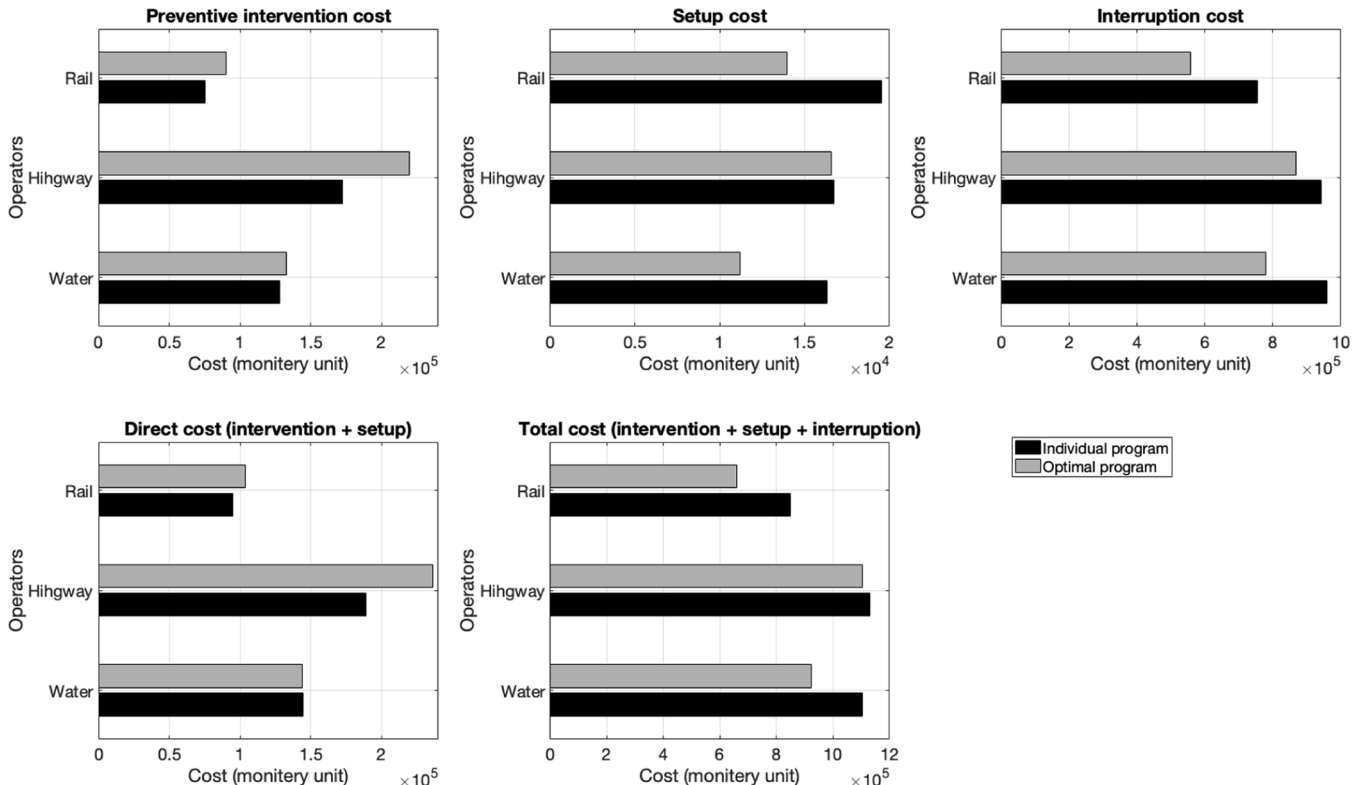 Preventive intervention cost
Operators
Rail
Hihgway
Water
0 0.5 1 1.5 2
Cost (monitery unit)
×10^5
Setup cost
Operators
Rail
Hihgway
Water
0 1 2
Cost (monitery unit)
×10^4
Interruption cost
Operators
Rail
Hihgway
Water
0 2 4 6 8 10
Cost (monitery unit)
×10^5
Direct cost (intervention + setup)
Operators
Rail
Hihgway
Water
0 0.5 1 1.5 2
Cost (monitery unit)
×10^5
Total cost (intervention + setup + interruption)
Operators
Rail
Hihgway
Water
0 2 4 6 8 10 12
Cost (monitery unit)
×10^5
Individual program
Optimal program